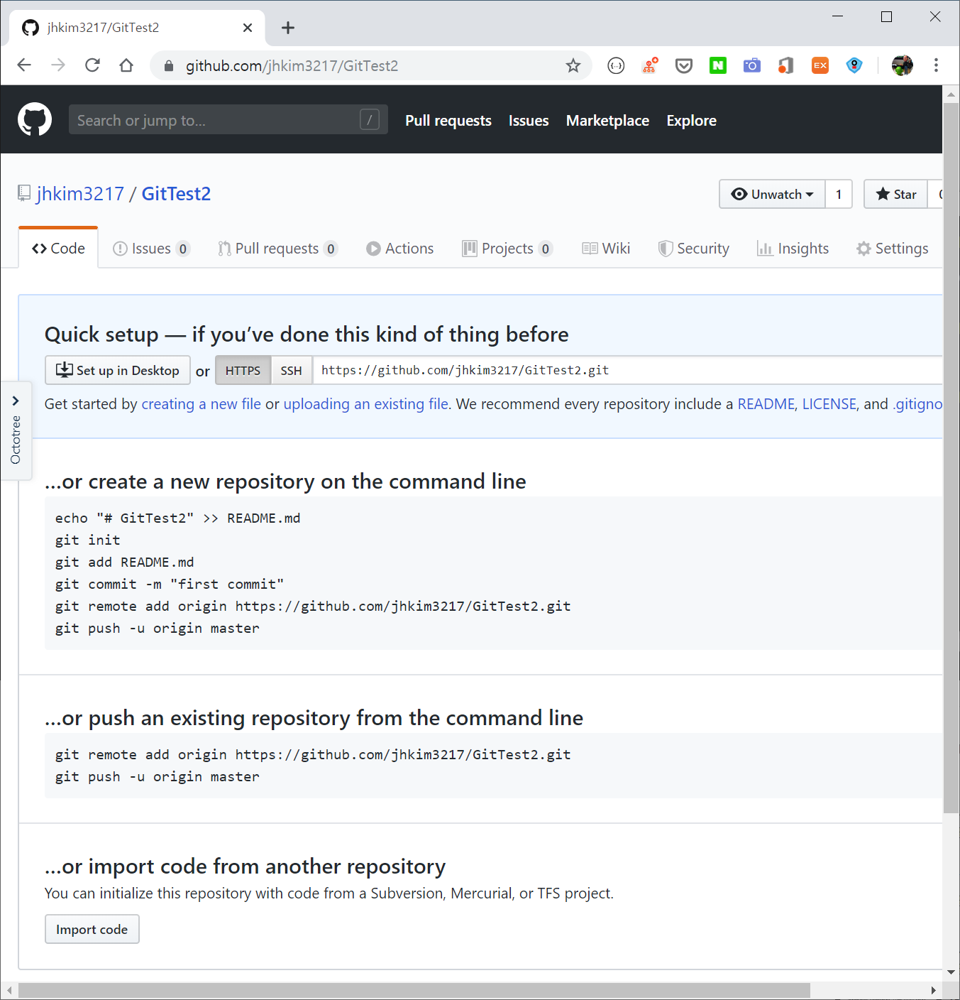 jhkim3217/GitTest2
github.com/jhkim3217/GitTest2
{...}
N
EX
Search or jump to... /
Pull requests Issues Marketplace Explore
jhkim3217 / GitTest2
Unwatch 1 Star
Code Issues 0 Pull requests 0 Actions Projects 0 Wiki Security Insights Settings
Quick setup — if you’ve done this kind of thing before
Set up in Desktop or HTTPS SSH https://github.com/jhkim3217/GitTest2.git
Get started by creating a new file or uploading an existing file. We recommend every repository include a README, LICENSE, and .gitigno
Octotree
…or create a new repository on the command line
echo "# GitTest2" >> README.md
git init
git add README.md
git commit -m "first commit"
git remote add origin https://github.com/jhkim3217/GitTest2.git
git push -u origin master
…or push an existing repository from the command line
git remote add origin https://github.com/jhkim3217/GitTest2.git
git push -u origin master
…or import code from another repository
You can initialize this repository with code from a Subversion, Mercurial, or TFS project.
Import code